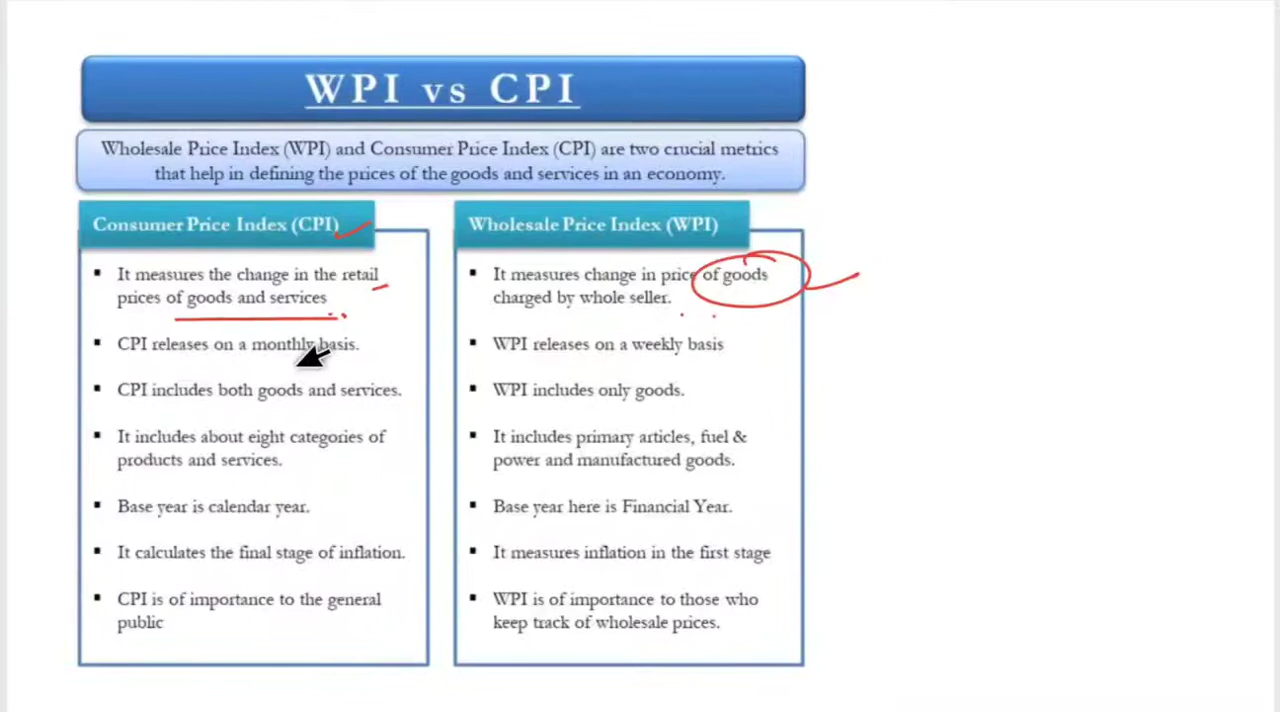 WPI vs CPI
Wholesale Price Index (WPI) and Consumer Price Index (CPI) are two crucial metrics
that help in defining the prices of the goods and services in an economy.
Consumer Price Index (CPI)
▪ It measures the change in the retail
prices of goods and services
▪ CPI releases on a monthly basis.
▪ CPI includes both goods and services.
▪ It includes about eight categories of
products and services.
▪ Base year is calendar year.
▪ It calculates the final stage of inflation.
▪ CPI is of importance to the general
public
Wholesale Price Index (WPI)
▪ It measures change in price of goods
charged by whole seller.
▪ WPI releases on a weekly basis
▪ WPI includes only goods.
▪ It includes primary articles, fuel &
power and manufactured goods.
▪ Base year here is Financial Year.
▪ It measures inflation in the first stage
▪ WPI is of importance to those who
keep track of wholesale prices.